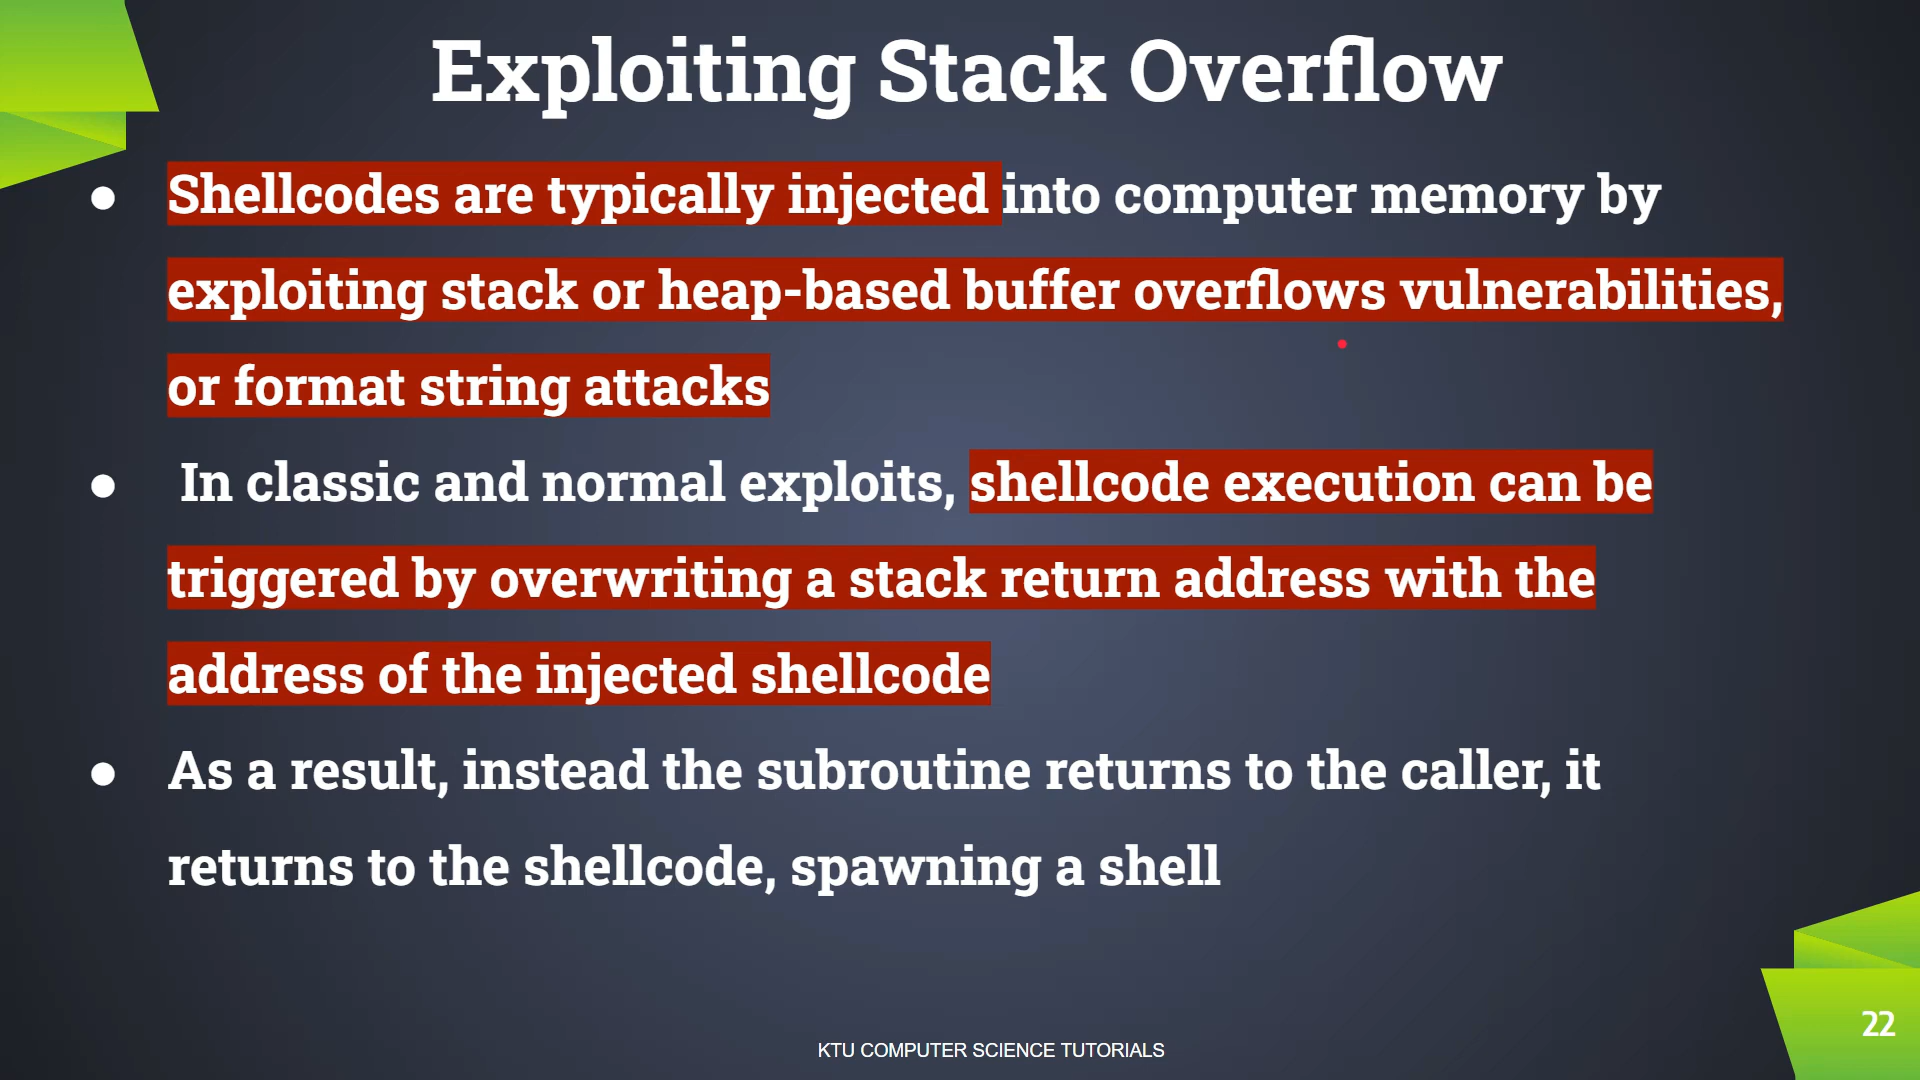 Exploiting Stack Overflow
● Shellcodes are typically injected into computer memory by
exploiting stack or heap-based buffer overflows vulnerabilities,
or format string attacks
● In classic and normal exploits, shellcode execution can be
triggered by overwriting a stack return address with the
address of the injected shellcode
● As a result, instead the subroutine returns to the caller, it
returns to the shellcode, spawning a shell
22
KTU COMPUTER SCIENCE TUTORIALS